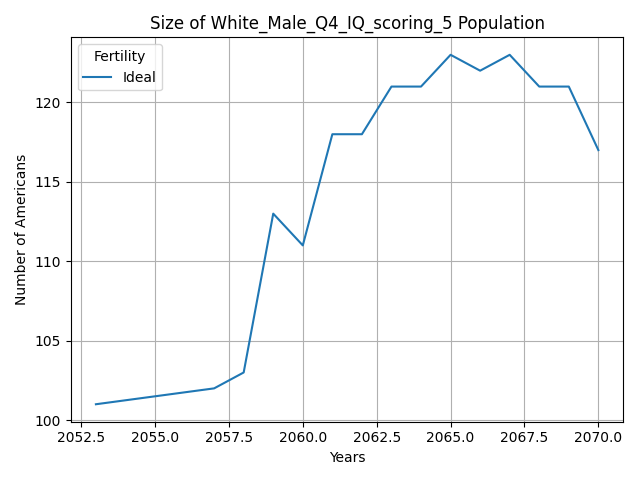 Size of White_Male_Q4_IQ_scoring_5 Population
Fertility
Ideal
Number of Americans
120
115
110
105
100
2052.5 2055.0 2057.5 2060.0 2062.5 2065.0 2067.5 2070.0
Years